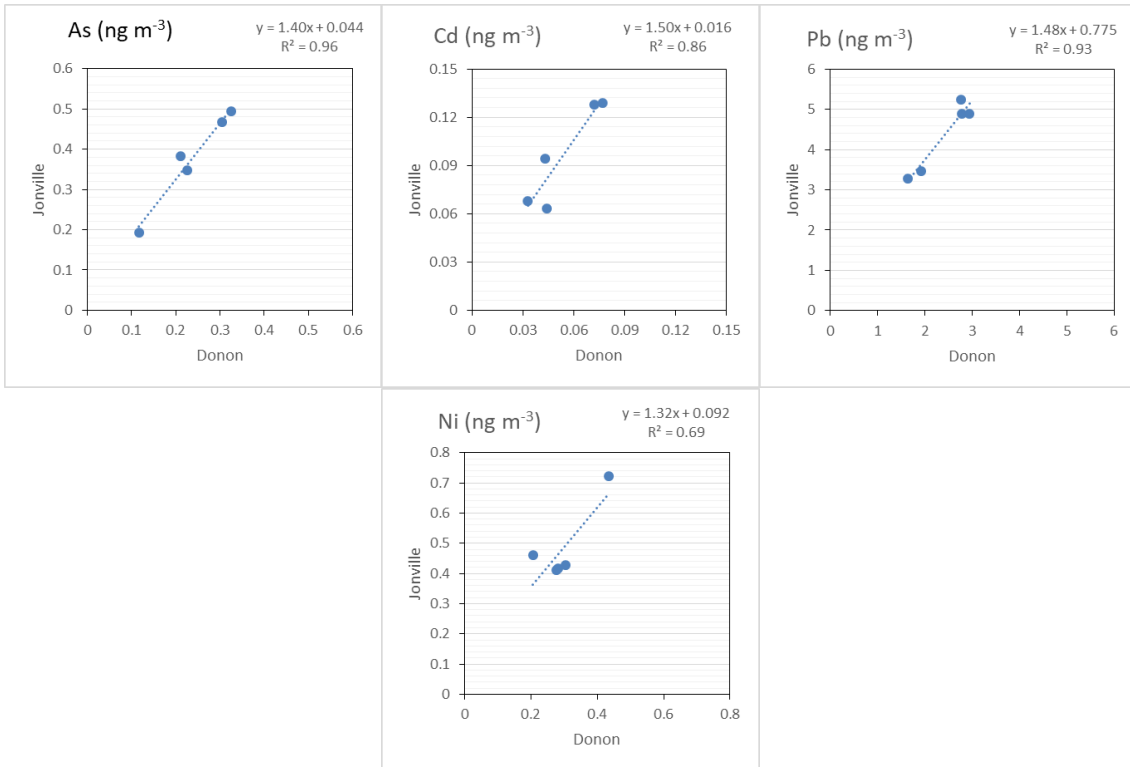 As (ng m⁻³)
y = 1.40x + 0.044
R² = 0.96
0.6
0.5
0.4
0.3
0.2
0.1
0
Jonville
0 0.1 0.2 0.3 0.4 0.5 0.6
Donon
Cd (ng m⁻³)
y = 1.50x + 0.016
R² = 0.86
0.15
0.12
0.09
0.06
0.03
0
Jonville
0 0.03 0.06 0.09 0.12 0.15
Donon
Pb (ng m⁻³)
y = 1.48x + 0.775
R² = 0.93
6
5
4
3
2
1
0
Jonville
0 1 2 3 4 5 6
Donon
Ni (ng m⁻³)
y = 1.32x + 0.092
R² = 0.69
0.8
0.7
0.6
0.5
0.4
0.3
0.2
0.1
0
Jonville
0 0.2 0.4 0.6 0.8
Donon